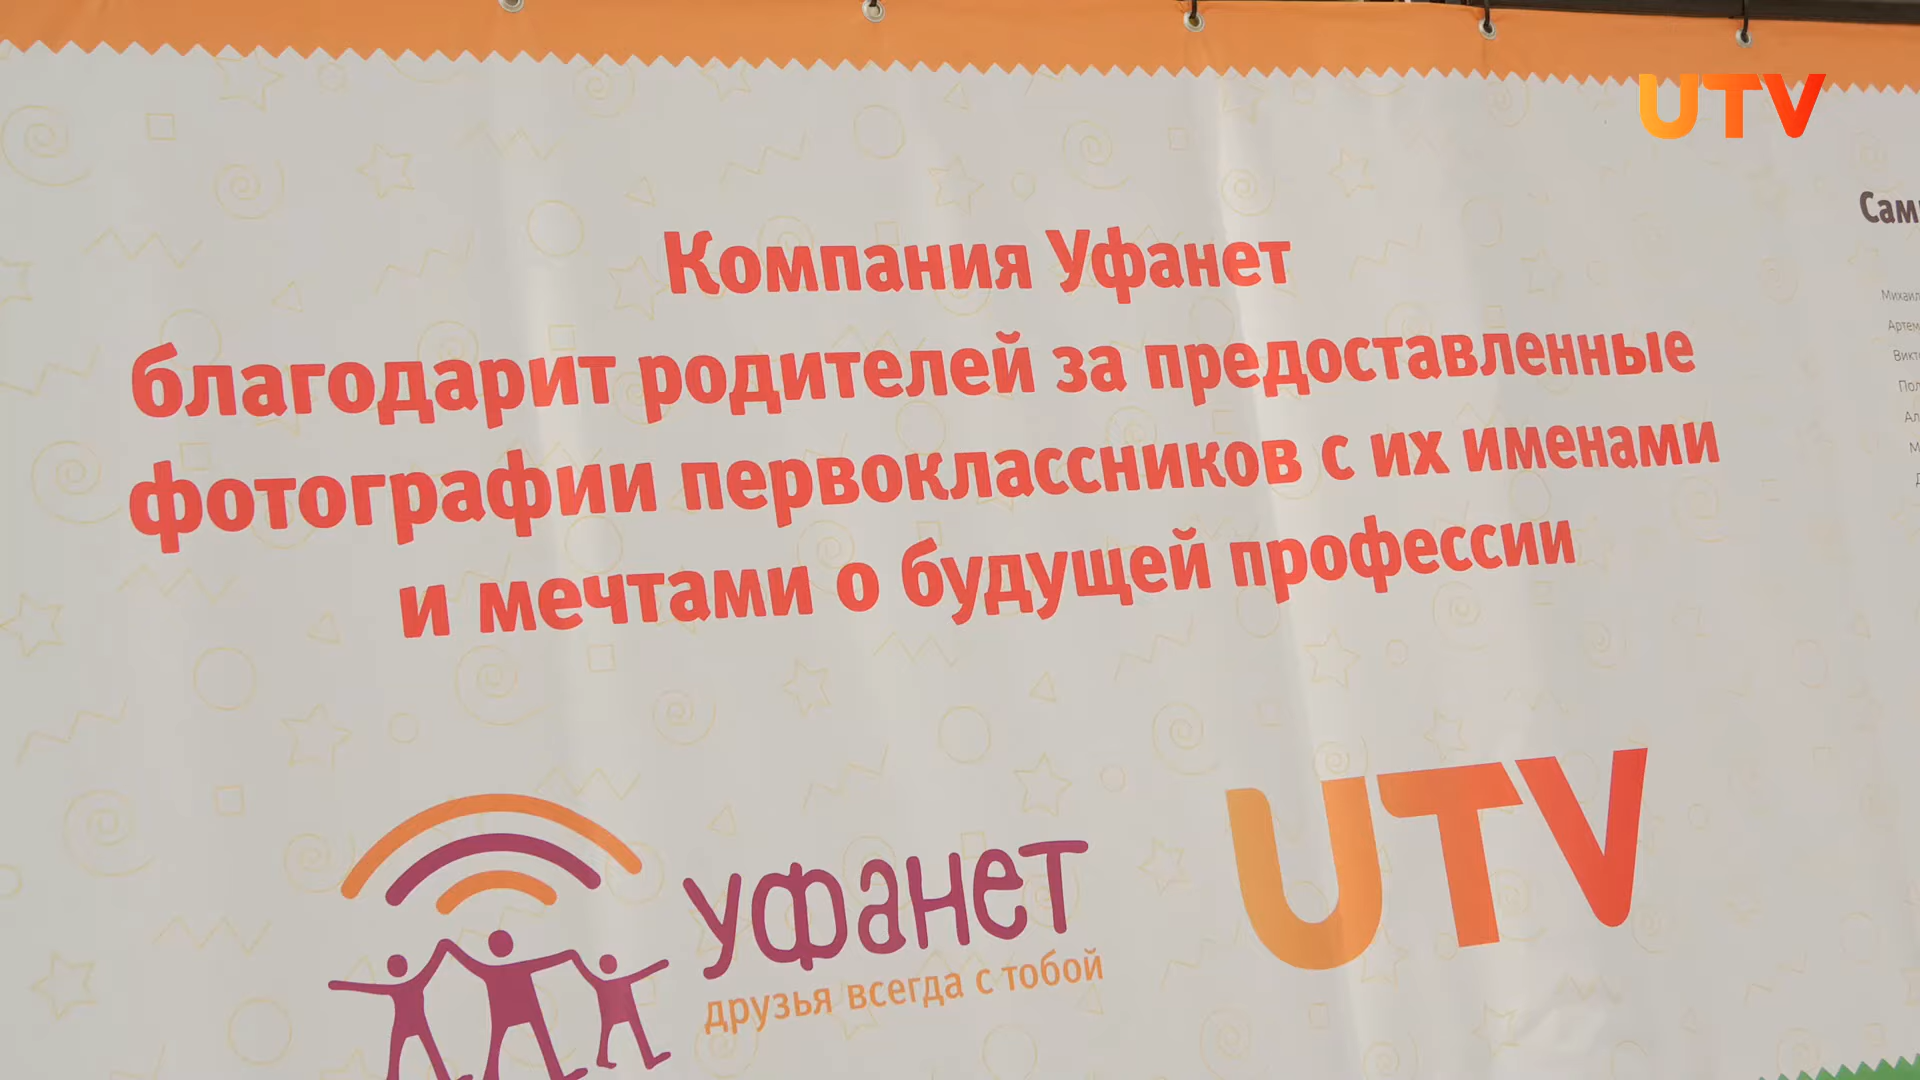 UTV
Компания Уфанет
благодарит родителей за предоставленные
фотографии первоклассников с их именами
и мечтами о будущей профессии
уфанет
друзья всегда с тобой
UTV